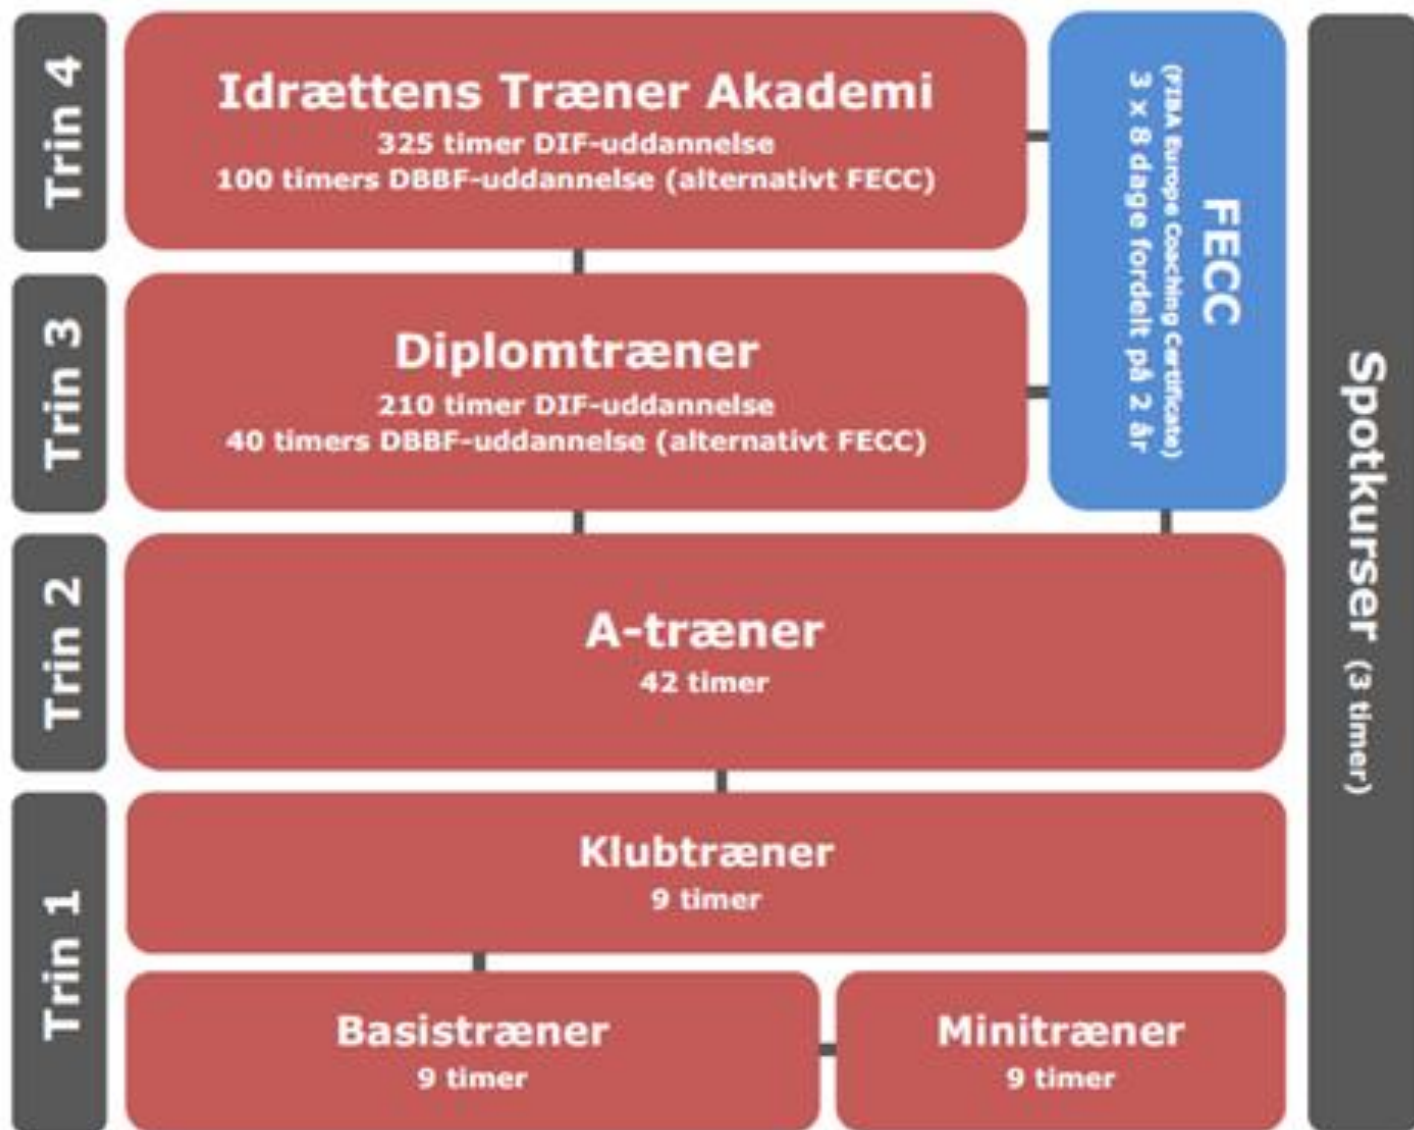 Trin 4
Idrættens Træner Akademi
325 timer DIF-uddannelse
100 timers DBBF-uddannelse (alternativt FECC)
FECC
(FIBA Europe Coaching Certificate)
3 x 8 dage fordelt på 2 år
Spotkurser (3 timer)
Trin 3
Diplomtræner
210 timer DIF-uddannelse
40 timers DBBF-uddannelse (alternativt FECC)
Trin 2
A-træner
42 timer
Trin 1
Klubtræner
9 timer
Basistræner
9 timer
Minitræner
9 timer